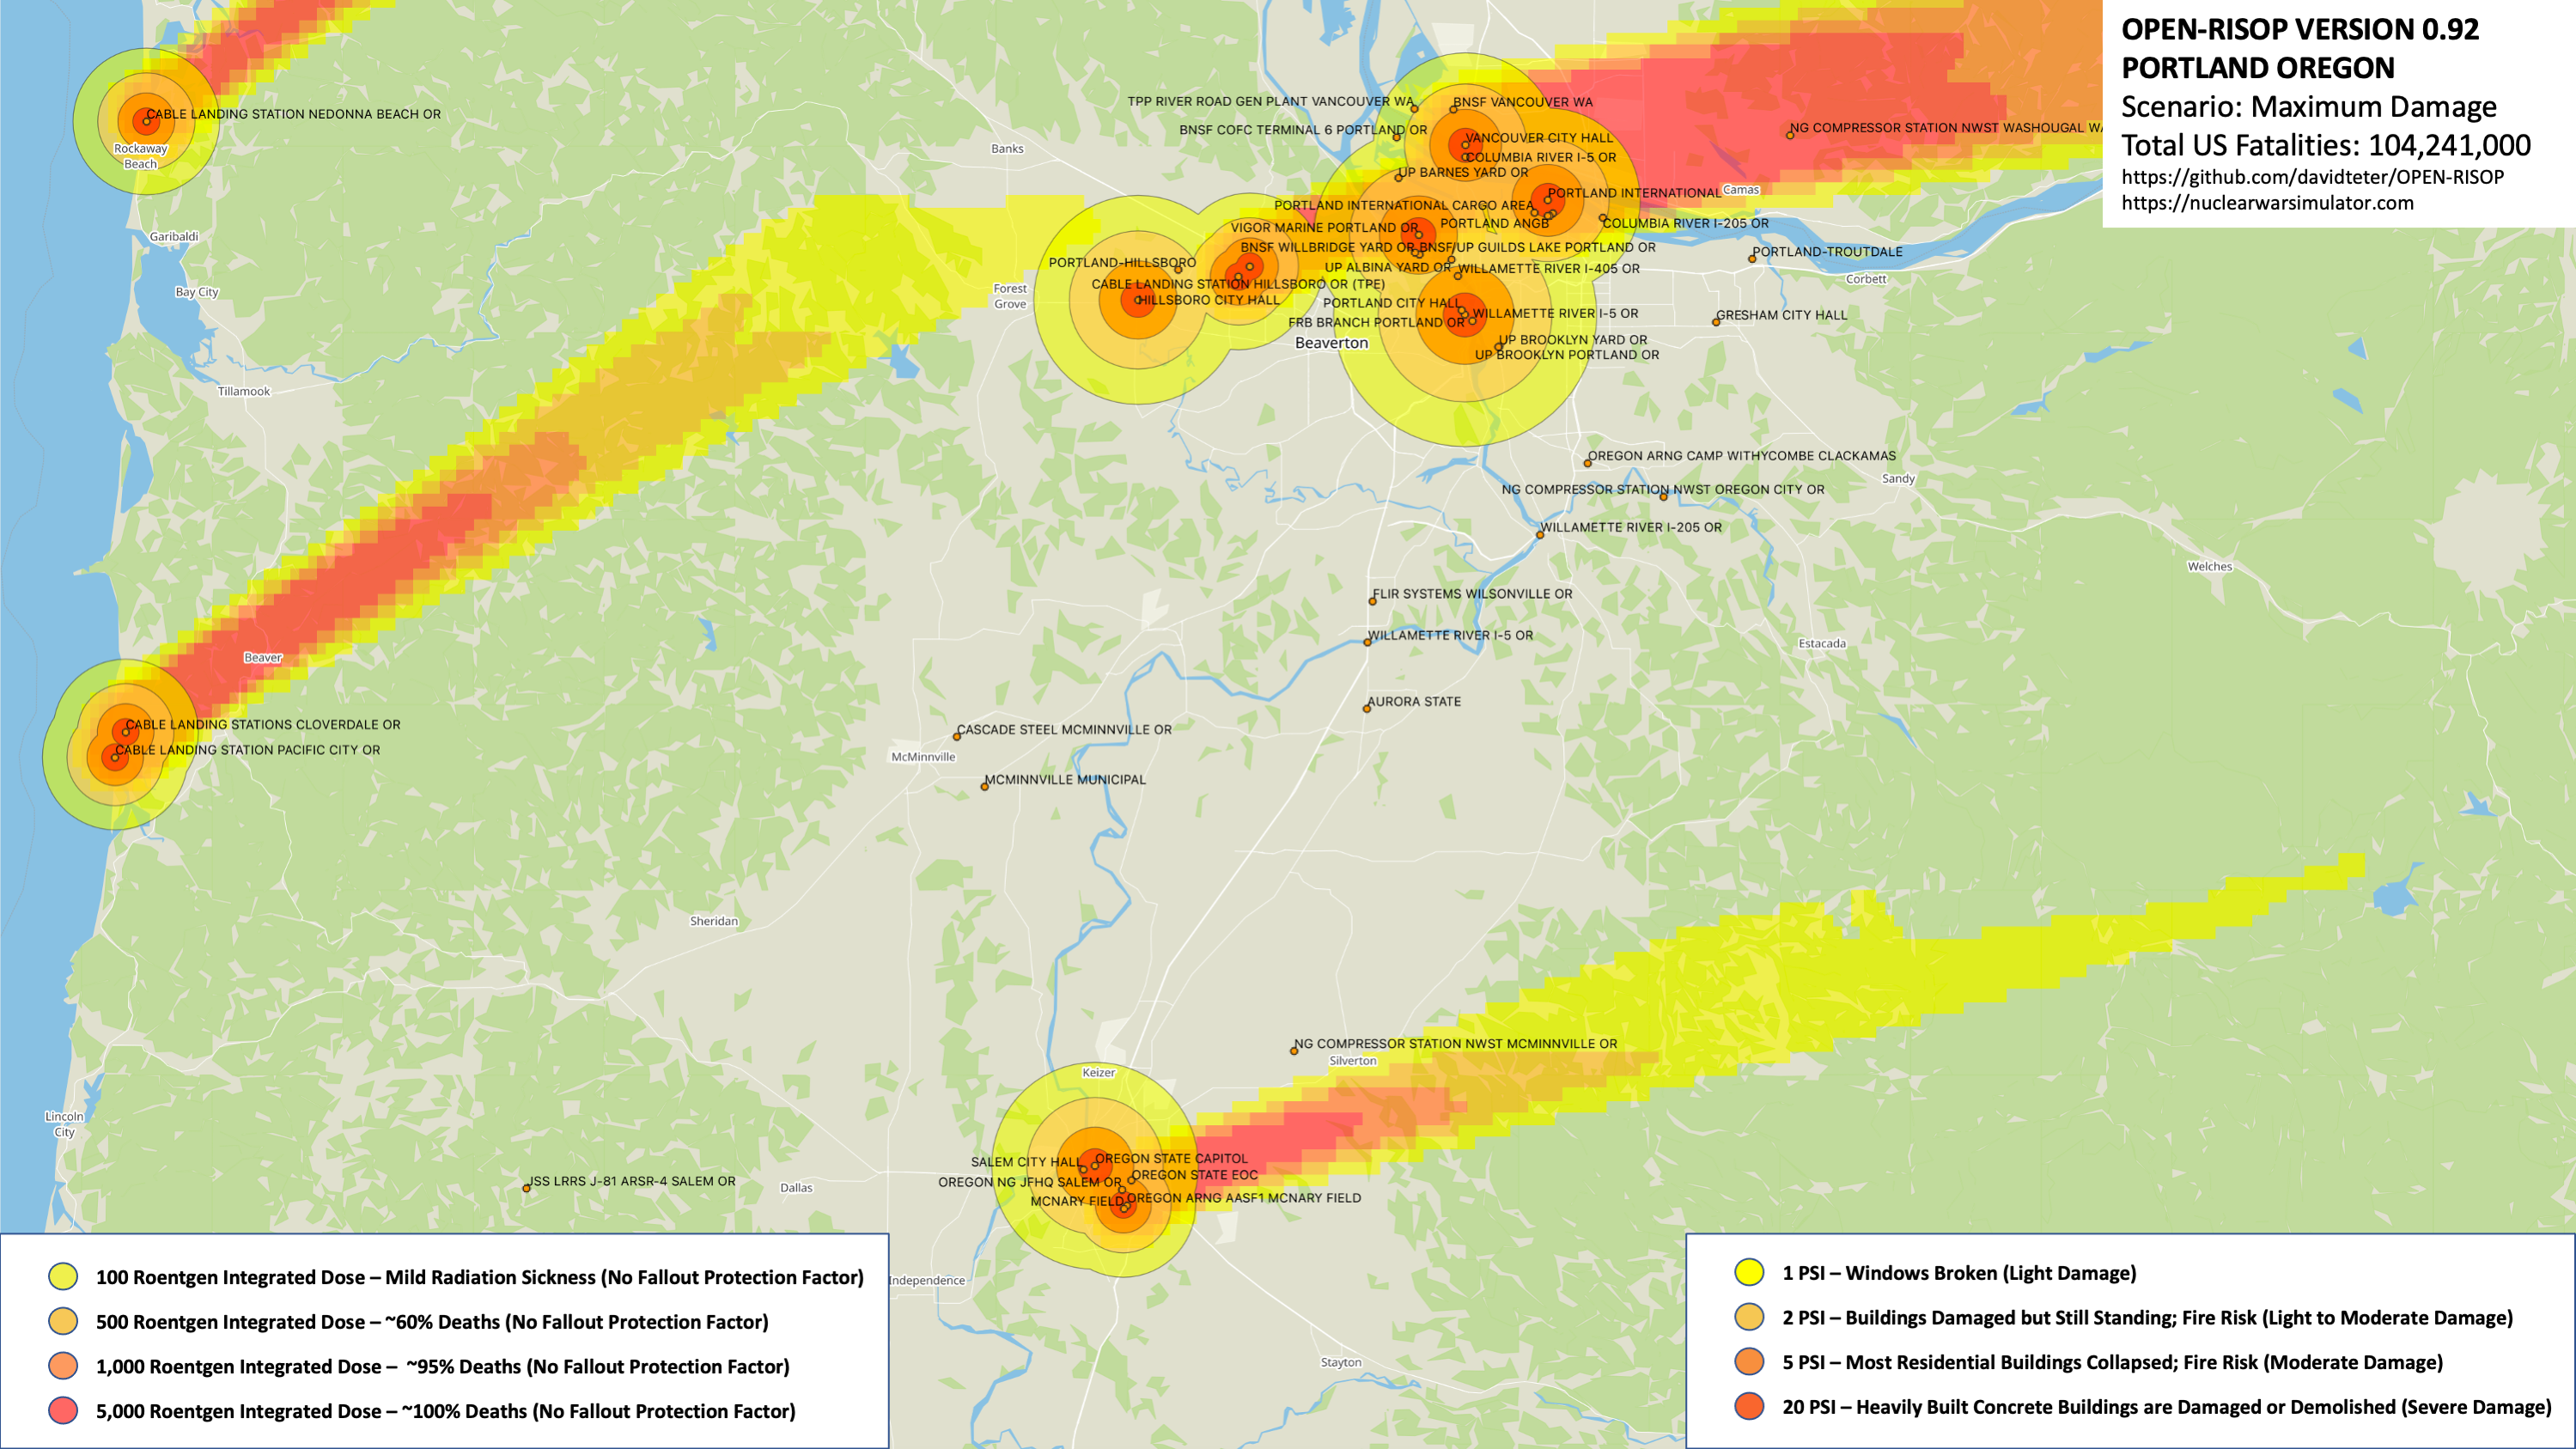 OPEN-RISOP VERSION 0.92
PORTLAND OREGON
Scenario: Maximum Damage
Total US Fatalities: 104,241,000
https://github.com/davidteter/OPEN-RISOP
https://nuclearwarsimulator.com
CABLE LANDING STATION NEDONNA BEACH OR
Rockaway
Beach
Banks
TPP RIVER ROAD GEN PLANT VANCOUVER WA
BNSF VANCOUVER WA
BNSF COFC TERMINAL 6 PORTLAND OR
VANCOUVER CITY HALL
COLUMBIA RIVER I-5 OR
NG COMPRESSOR STATION NWST WASHOUGAL
UP BARNES YARD OR
PORTLAND INTERNATIONAL
Camas
PORTLAND INTERNATIONAL CARGO AREA
PORTLAND ANGB
COLUMBIA RIVER I-205 OR
VIGOR MARINE PORTLAND OR
Garibaldi
BNSF WILLBRIDGE YARD OR
BNSF/UP GUILDS LAKE PORTLAND OR
PORTLAND-TROUTDALE
PORTLAND-HILLSBORO
UP ALBINA YARD OR
WILLAMETTE RIVER I-405 OR
Corbett
Bay City
Forest
Grove
CABLE LANDING STATION HILLSBORO OR (TPE)
HILLSBORO CITY HALL
PORTLAND CITY HALL
WILLAMETTE RIVER I-5 OR
GRESHAM CITY HALL
FRB BRANCH PORTLAND OR
Beaverton
UP BROOKLYN YARD OR
UP BROOKLYN PORTLAND OR
Tillamook
OREGON ARNG CAMP WITHYCOMBE CLACKAMAS
Sandy
NG COMPRESSOR STATION NWST OREGON CITY OR
WILLAMETTE RIVER I-205 OR
Welches
FLIR SYSTEMS WILSONVILLE OR
WILLAMETTE RIVER I-5 OR
Estacada
Beaver
AURORA STATE
CABLE LANDING STATIONS CLOVERDALE OR
CASCADE STEEL MCMINNVILLE OR
CABLE LANDING STATION PACIFIC CITY OR
McMinnville
MCMINNVILLE MUNICIPAL
Sheridan
NG COMPRESSOR STATION NWST MCMINNVILLE OR
Silverton
Keizer
Lincoln
City
SALEM CITY HALL
OREGON STATE CAPITOL
OREGON STATE EOC
OREGON NG JFHQ SALEM OR
JSS LRRS J-81 ARSR-4 SALEM OR
Dallas
MCNARY FIELD
OREGON ARNG AASF1 MCNARY FIELD
Independence
Stayton
100 Roentgen Integrated Dose – Mild Radiation Sickness (No Fallout Protection Factor)
500 Roentgen Integrated Dose – ~60% Deaths (No Fallout Protection Factor)
1,000 Roentgen Integrated Dose – ~95% Deaths (No Fallout Protection Factor)
5,000 Roentgen Integrated Dose – ~100% Deaths (No Fallout Protection Factor)
1 PSI – Windows Broken (Light Damage)
2 PSI – Buildings Damaged but Still Standing; Fire Risk (Light to Moderate Damage)
5 PSI – Most Residential Buildings Collapsed; Fire Risk (Moderate Damage)
20 PSI – Heavily Built Concrete Buildings are Damaged or Demolished (Severe Damage)